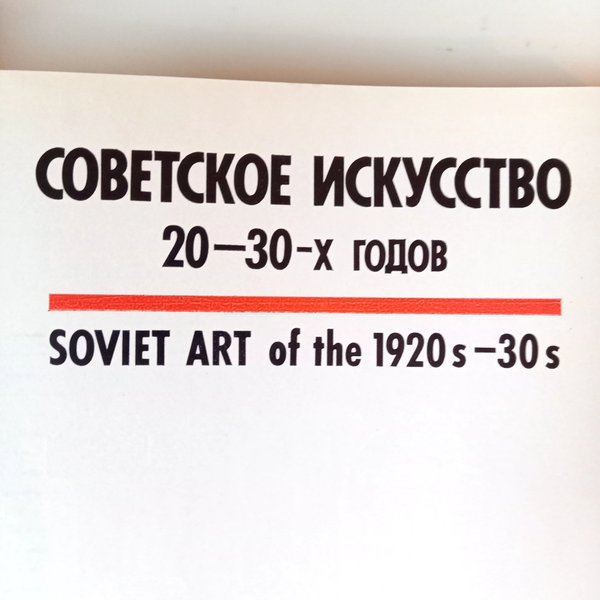 СОВЕТСКОЕ ИСКУССТВО
20—30-х годов
SOVIET ART of the 1920s—30s